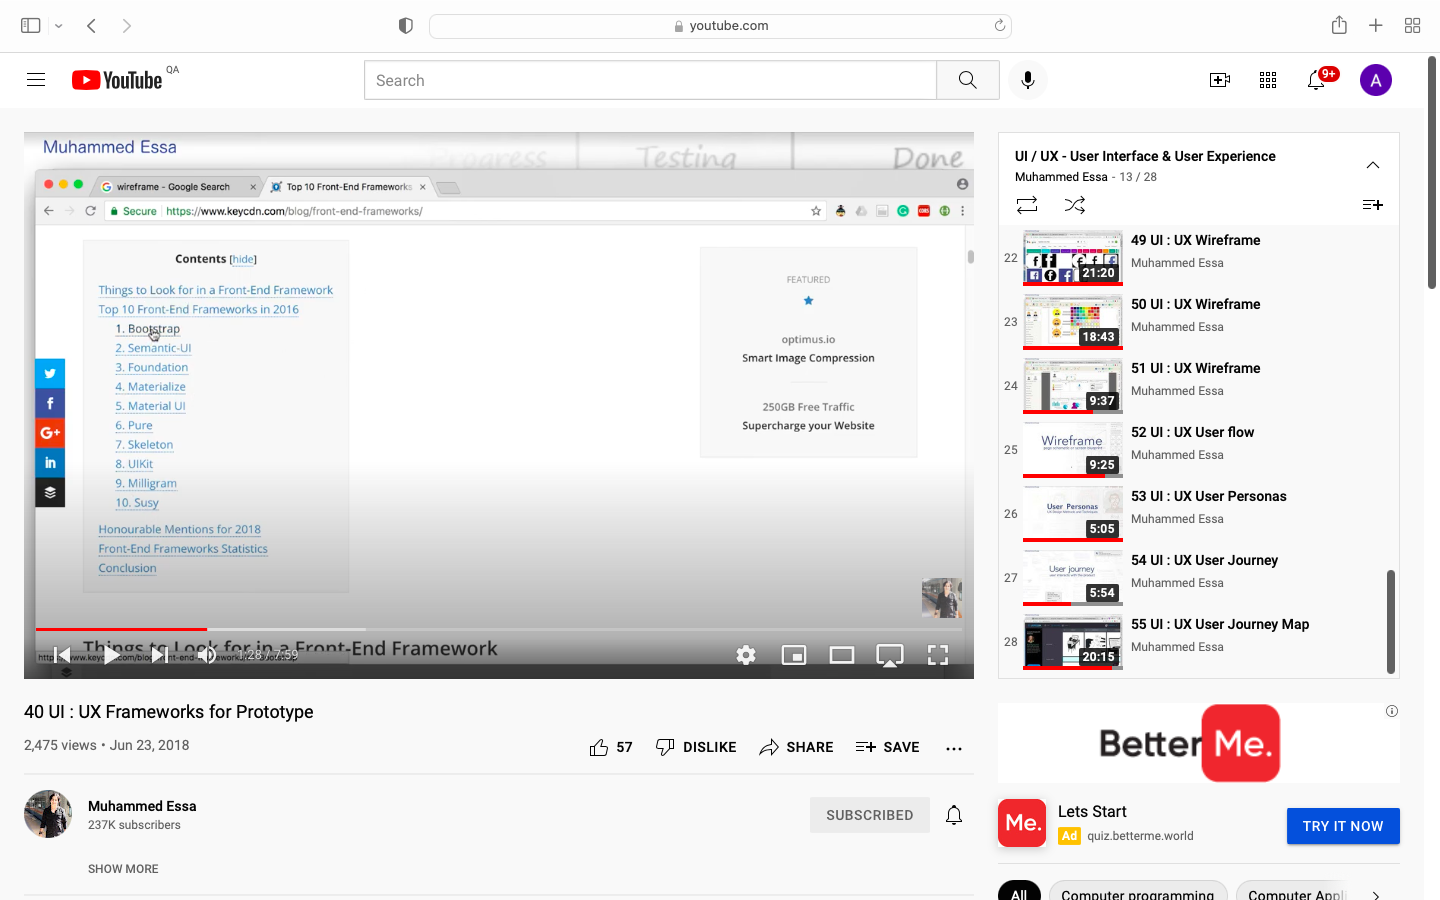 youtube.com
YouTube QA
Search
9+
A
Muhammed Essa
Progress Testing Done
wireframe - Google Search
Top 10 Front-End Frameworks
Secure https://www.keycdn.com/blog/front-end-frameworks/
Contents [hide]
Things to Look for in a Front-End Framework
Top 10 Front-End Frameworks in 2016
1. Bootstrap
2. Semantic-UI
3. Foundation
4. Materialize
5. Material UI
6. Pure
7. Skeleton
8. UIKit
9. Milligram
10. Susy
Honourable Mentions for 2018
Front-End Frameworks Statistics
Conclusion
FEATURED
optimus.io
Smart Image Compression
250GB Free Traffic
Supercharge your Website
Things to Look for in a Front-End Framework
1:28 / 7:59
40 UI : UX Frameworks for Prototype
2,475 views • Jun 23, 2018
57 DISLIKE SHARE SAVE
Muhammed Essa
237K subscribers
SUBSCRIBED
SHOW MORE
UI / UX - User Interface & User Experience
Muhammed Essa - 13 / 28
22 21:20 49 UI : UX Wireframe
Muhammed Essa
23 18:43 50 UI : UX Wireframe
Muhammed Essa
24 9:37 51 UI : UX Wireframe
Muhammed Essa
25 Wireframe 9:25 52 UI : UX User flow
Muhammed Essa
26 User Personas 5:05 53 UI : UX User Personas
Muhammed Essa
27 User journey 5:54 54 UI : UX User Journey
Muhammed Essa
28 20:15 55 UI : UX User Journey Map
Muhammed Essa
Better Me.
Me.
Lets Start
Ad quiz.betterme.world
TRY IT NOW
All Computer programming Computer Appli